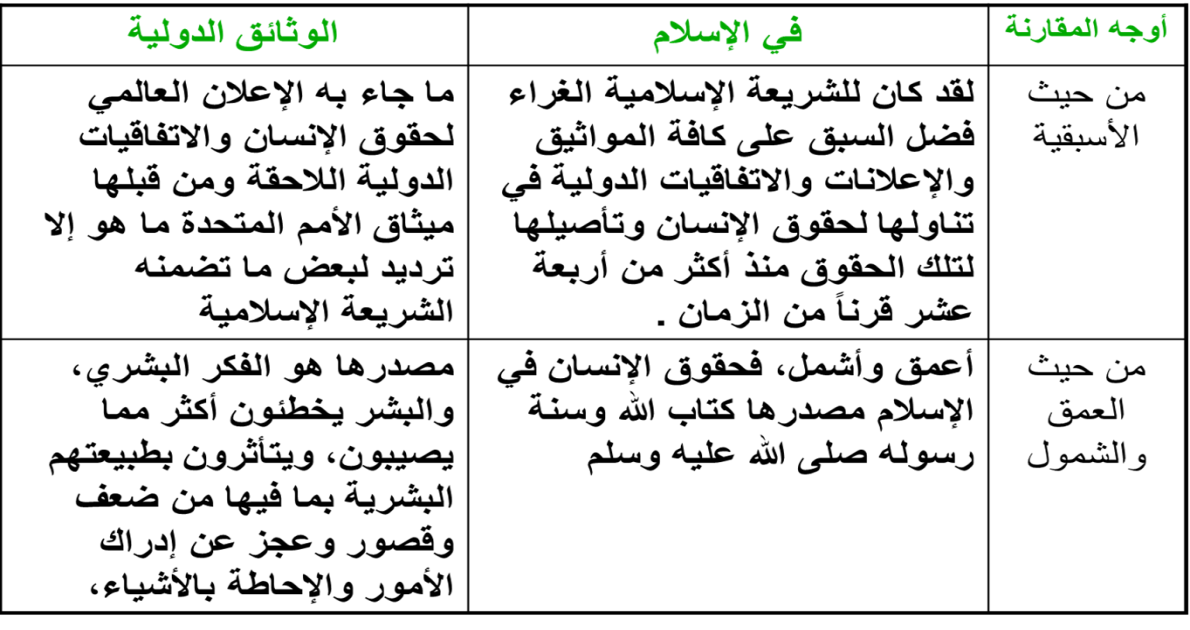 أوجه المقارنة
في الإسلام
الوثائق الدولية
من حيث
الأسبقية
لقد كان للشريعة الإسلامية الغراء
فضل السبق على كافة المواثيق
والإعلانات والاتفاقيات الدولية في
تناولها لحقوق الإنسان وتأصيلها
لتلك الحقوق منذ أكثر من أربعة
عشر قرناً من الزمان .
ما جاء به الإعلان العالمي
لحقوق الإنسان والاتفاقيات
الدولية اللاحقة ومن قبلها
ميثاق الأمم المتحدة ما هو إلا
ترديد لبعض ما تضمنه
الشريعة الإسلامية
من حيث
العمق
والشمول
أعمق وأشمل، فحقوق الإنسان في
الإسلام مصدرها كتاب الله وسنة
رسوله صلى الله عليه وسلم
مصدرها هو الفكر البشري،
والبشر يخطئون أكثر مما
يصيبون، ويتأثرون بطبيعتهم
البشرية بما فيها من ضعف
وقصور وعجز عن إدراك
الأمور والإحاطة بالأشياء،